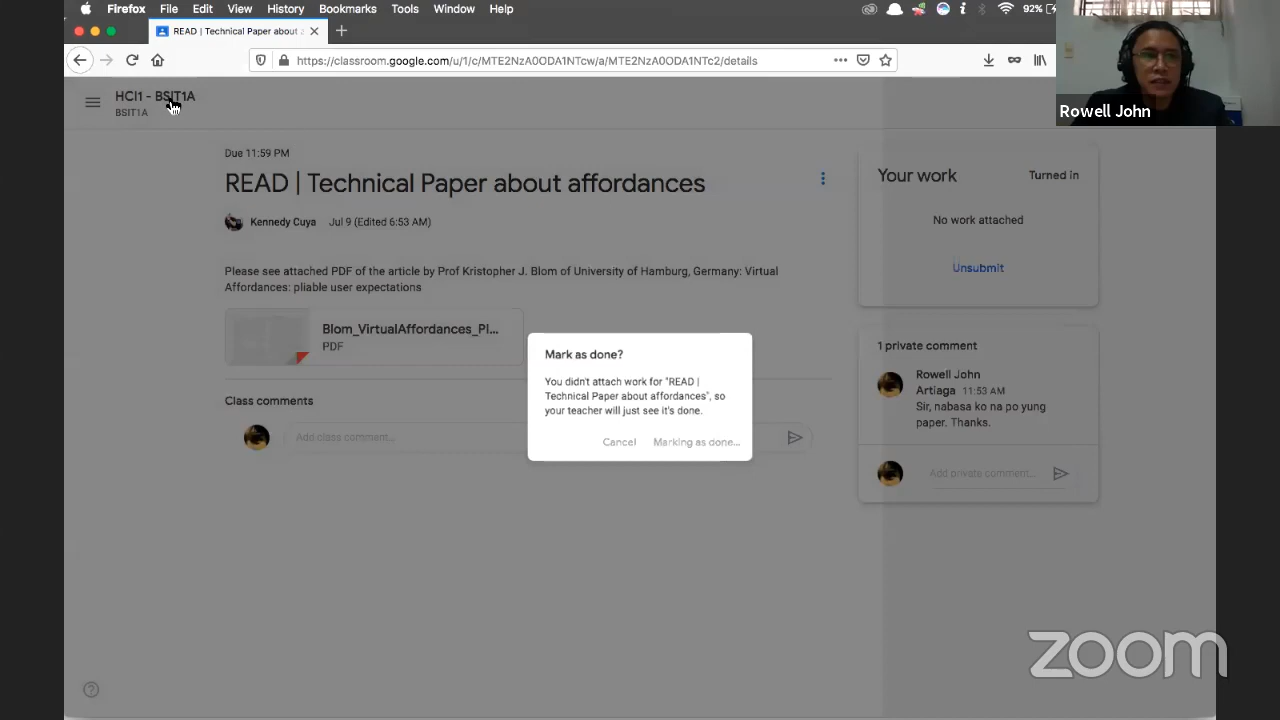 Firefox File Edit View History Bookmarks Tools Window Help 92%
READ | Technical Paper about a
https://classroom.google.com/u/1/c/MTE2NzA0ODA1NTcw/a/MTE2NzA0ODA1NTc2/details
HCI1 - BSIT1A
BSIT1A
Rowell John
Due 11:59 PM
READ | Technical Paper about affordances
Kennedy Cuya Jul 9 (Edited 6:53 AM)
Please see attached PDF of the article by Prof Kristopher J. Blom of University of Hamburg, Germany: Virtual
Affordances: pliable user expectations
Blom_VirtualAffordances_Pl...
PDF
Class comments
Add class comment...
Your work Turned in
No work attached
Unsubmit
1 private comment
Rowell John
Artiaga 11:53 AM
Sir, nabasa ko na po yung
paper. Thanks.
Add private comment...
Mark as done?
You didn't attach work for "READ |
Technical Paper about affordances", so
your teacher will just see it's done.
Cancel Marking as done...
zoom